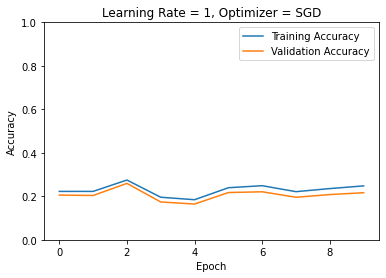 Learning Rate = 1, Optimizer = SGD
Training Accuracy
Validation Accuracy
Accuracy
1.0
0.8
0.6
0.4
0.2
0.0
0 2 4 6 8
Epoch